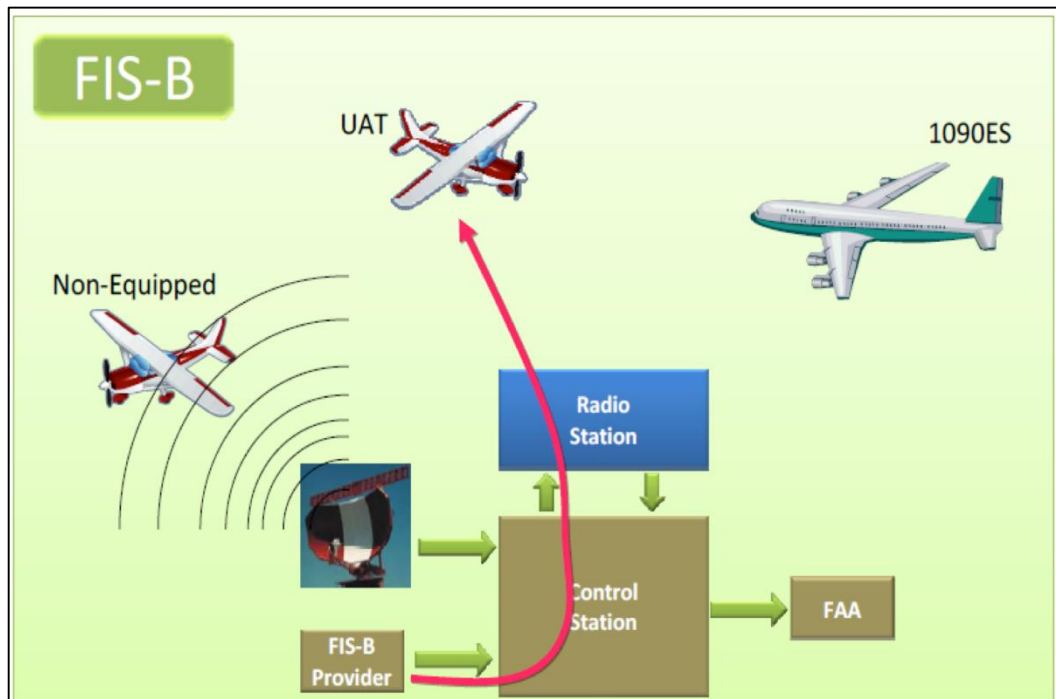 FIS-B
UAT
1090ES
Non-Equipped
Radio
Station
Control
Station
FAA
FIS-B
Provider